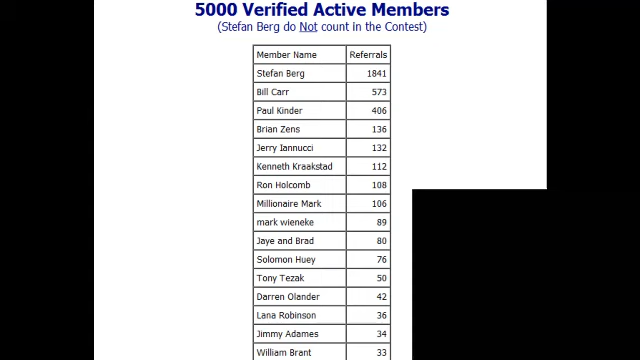 5000 Verified Active Members
(Stefan Berg do Not count in the Contest)
Member Name Referrals
Stefan Berg 1841
Bill Carr 573
Paul Kinder 406
Brian Zens 136
Jerry Iannucci 132
Kenneth Kraakstad 112
Ron Holcomb 108
Millionaire Mark 106
mark wieneke 89
Jaye and Brad 80
Solomon Huey 76
Tony Tezak 50
Darren Olander 42
Lana Robinson 36
Jimmy Adames 34
William Brant 33